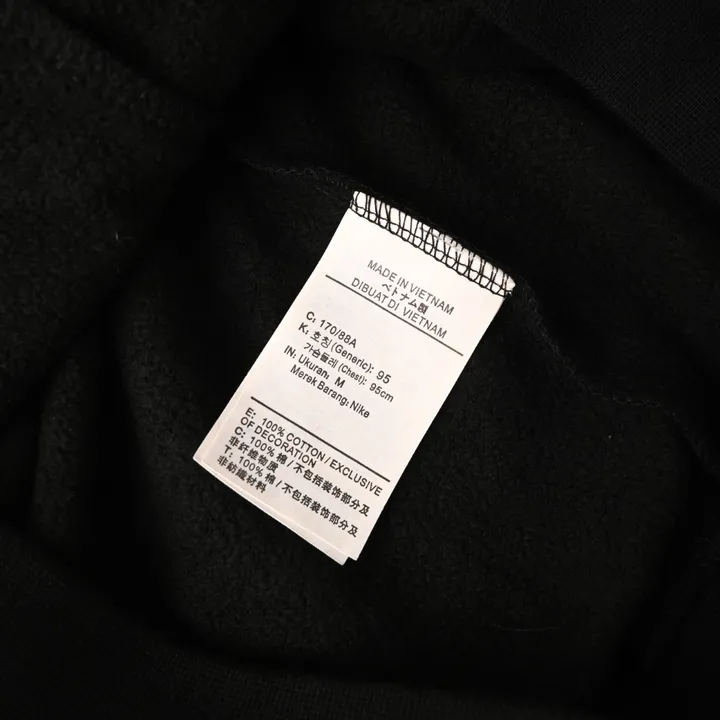 MADE IN VIETNAM
ベトナム製
DIBUAT DI VIETNAM
C: 170/88A
K: 호칭(Generic): 95
가슴둘레(Chest): 95cm
IN: Ukuran: M
Merek Barang: Nike
E: 100% COTTON/EXCLUSIVE
OF DECORATION
C: 100% 棉/不包括装饰部分及
非纤维物质
T: 100% 棉/不包括裝飾部分及
非紡織材料